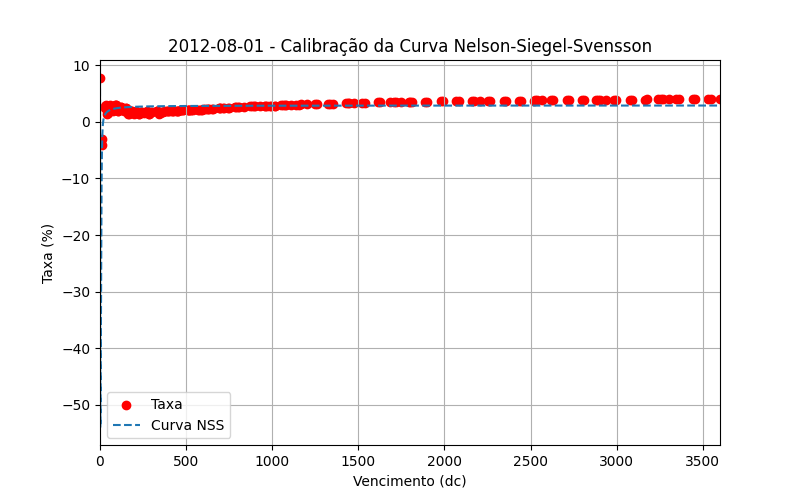 2012-08-01 - Calibração da Curva Nelson-Siegel-Svensson
10
0
−10
−20
−30
−40
−50
Taxa (%)
Taxa
Curva NSS
0 500 1000 1500 2000 2500 3000 3500
Vencimento (dc)